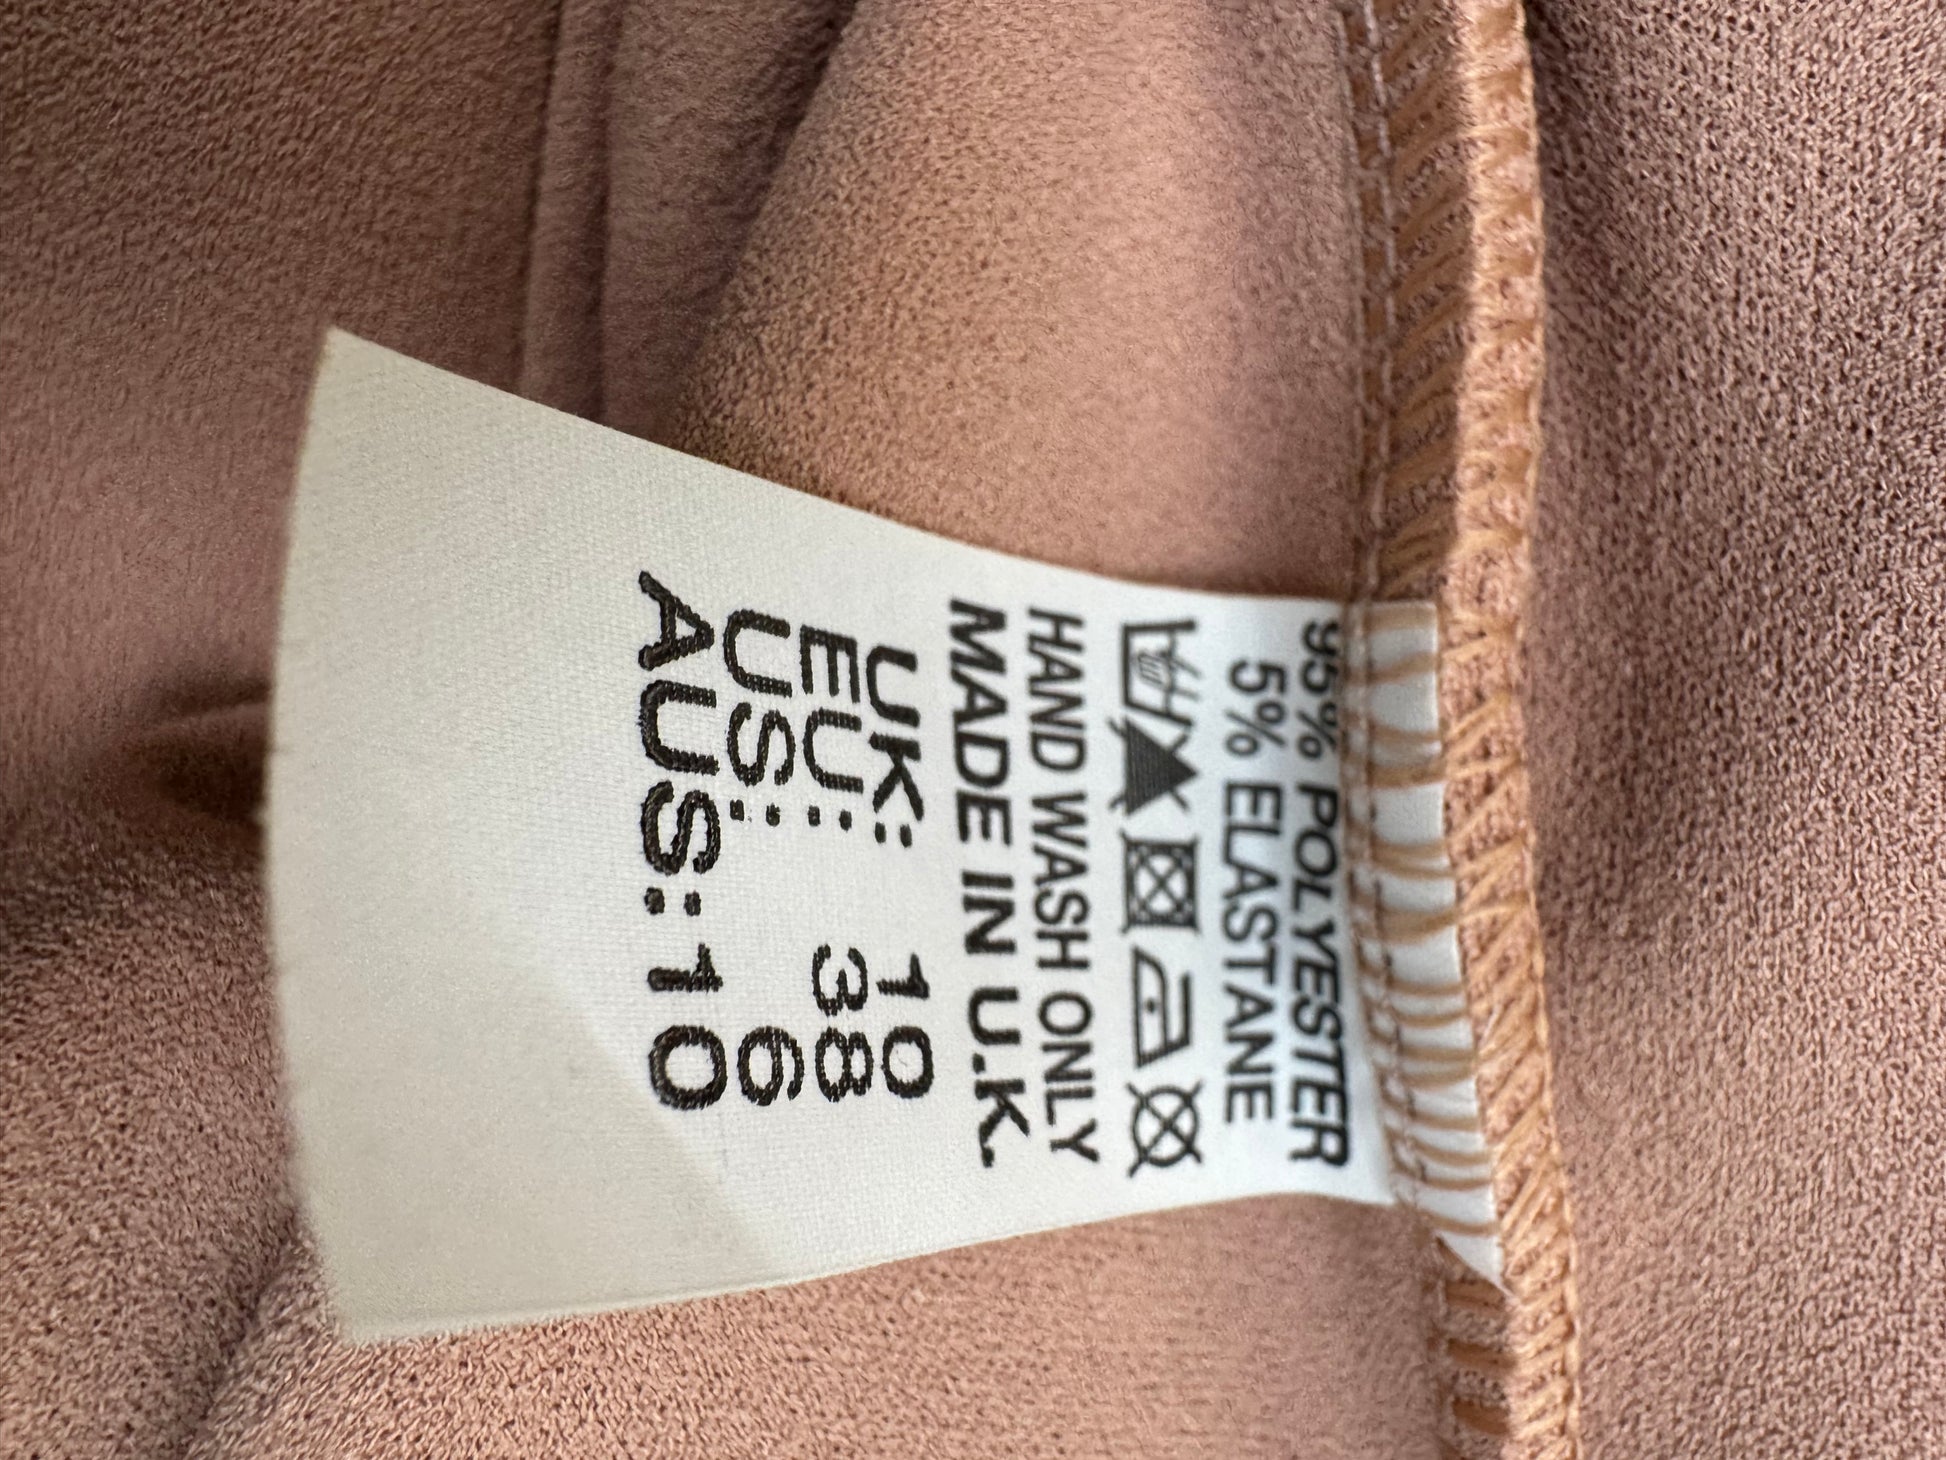 95% POLYESTER
5% ELASTANE
HAND WASH ONLY
MADE IN U.K.
UK: 10
EU: 38
US: 6
AUS: 10